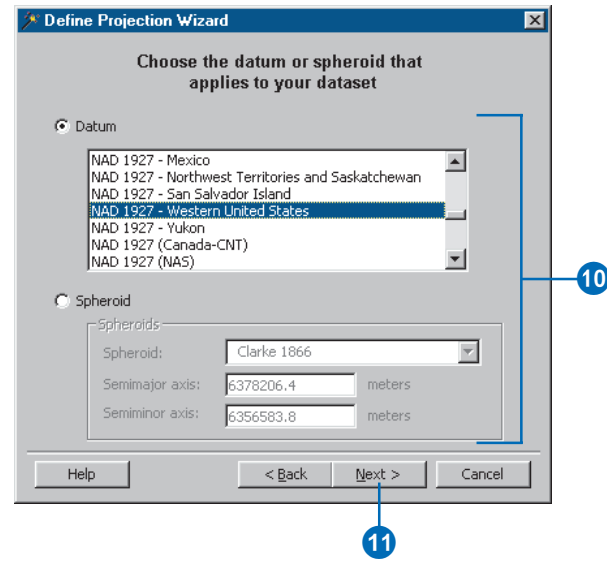 Define Projection Wizard
Choose the datum or spheroid that
applies to your dataset
Datum
NAD 1927 - Mexico
NAD 1927 - Northwest Territories and Saskatchewan
NAD 1927 - San Salvador Island
NAD 1927 - Western United States
NAD 1927 - Yukon
NAD 1927 (Canada-CNT)
NAD 1927 (NAS)
10
Spheroid
Spheroids
Spheroid: Clarke 1866
Semimajor axis: 6378206.4 meters
Semiminor axis: 6356583.8 meters
Help < Back Next > Cancel
11